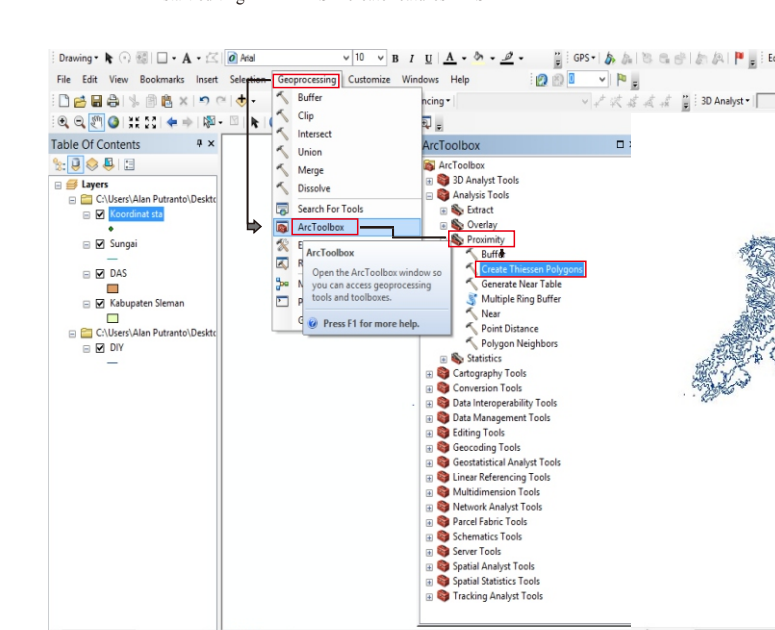 Drawing A Arial 10 B I U A GPS
File Edit View Bookmarks Insert Selection Geoprocessing Customize Windows Help
3D Analyst
Table Of Contents
Layers
C:\Users\Alan Putranto\Deskto
Koordinat sta
Sungai
DAS
Kabupaten Sleman
C:\Users\Alan Putranto\Deskto
DIY
Buffer
Clip
Intersect
Union
Merge
Dissolve
Search For Tools
ArcToolbox
ArcToolbox
Open the ArcToolbox window so
you can access geoprocessing
tools and toolboxes.
Press F1 for more help.
ArcToolbox
ArcToolbox
3D Analyst Tools
Analysis Tools
Extract
Overlay
Proximity
Buffer
Create Thiessen Polygons
Generate Near Table
Multiple Ring Buffer
Near
Point Distance
Polygon Neighbors
Statistics
Cartography Tools
Conversion Tools
Data Interoperability Tools
Data Management Tools
Editing Tools
Geocoding Tools
Geostatistical Analyst Tools
Linear Referencing Tools
Multidimension Tools
Network Analyst Tools
Parcel Fabric Tools
Schematics Tools
Server Tools
Spatial Analyst Tools
Spatial Statistics Tools
Tracking Analyst Tools